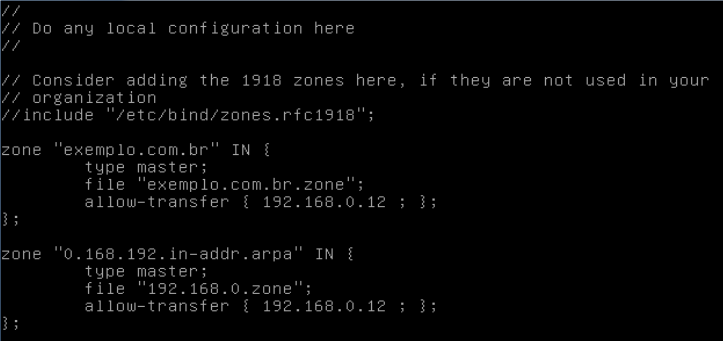 //
// Do any local configuration here
//
// Consider adding the 1918 zones here, if they are not used in your
// organization
//include "/etc/bind/zones.rfc1918";
zone "exemplo.com.br" IN {
        type master;
        file "exemplo.com.br.zone";
        allow-transfer { 192.168.0.12 ; };
};
zone "0.168.192.in-addr.arpa" IN {
        type master;
        file "192.168.0.zone";
        allow-transfer { 192.168.0.12 ; };
};